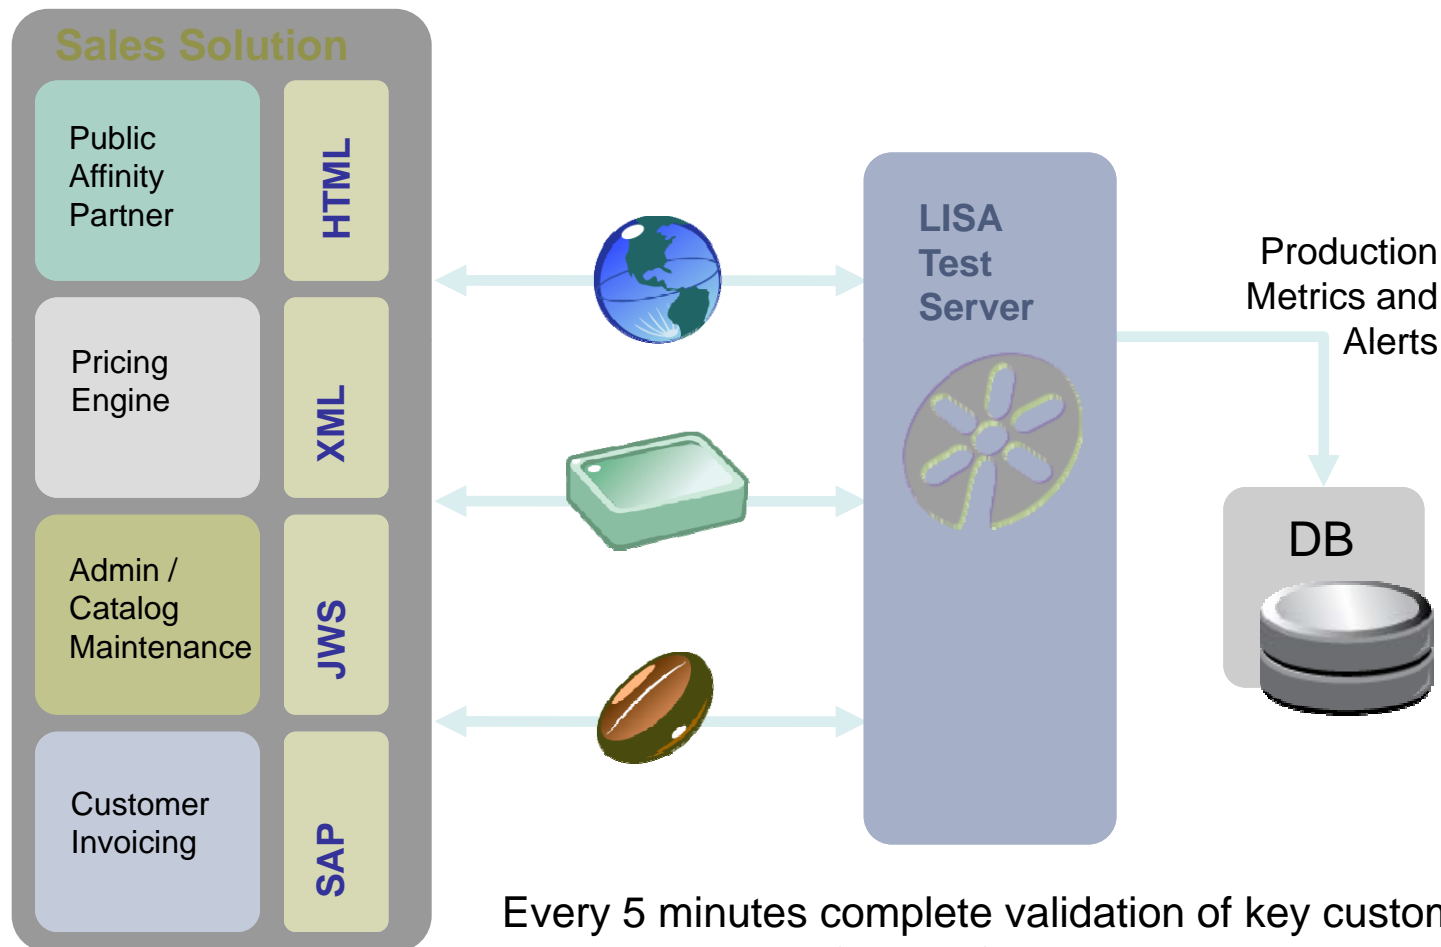 Sales Solution
Public
Affinity
Partner
HTML
Pricing
Engine
XML
Admin /
Catalog
Maintenance
JWS
Customer
Invoicing
SAP
LISA
Test
Server
Production
Metrics and
Alerts
DB
Every 5 minutes complete validation of key